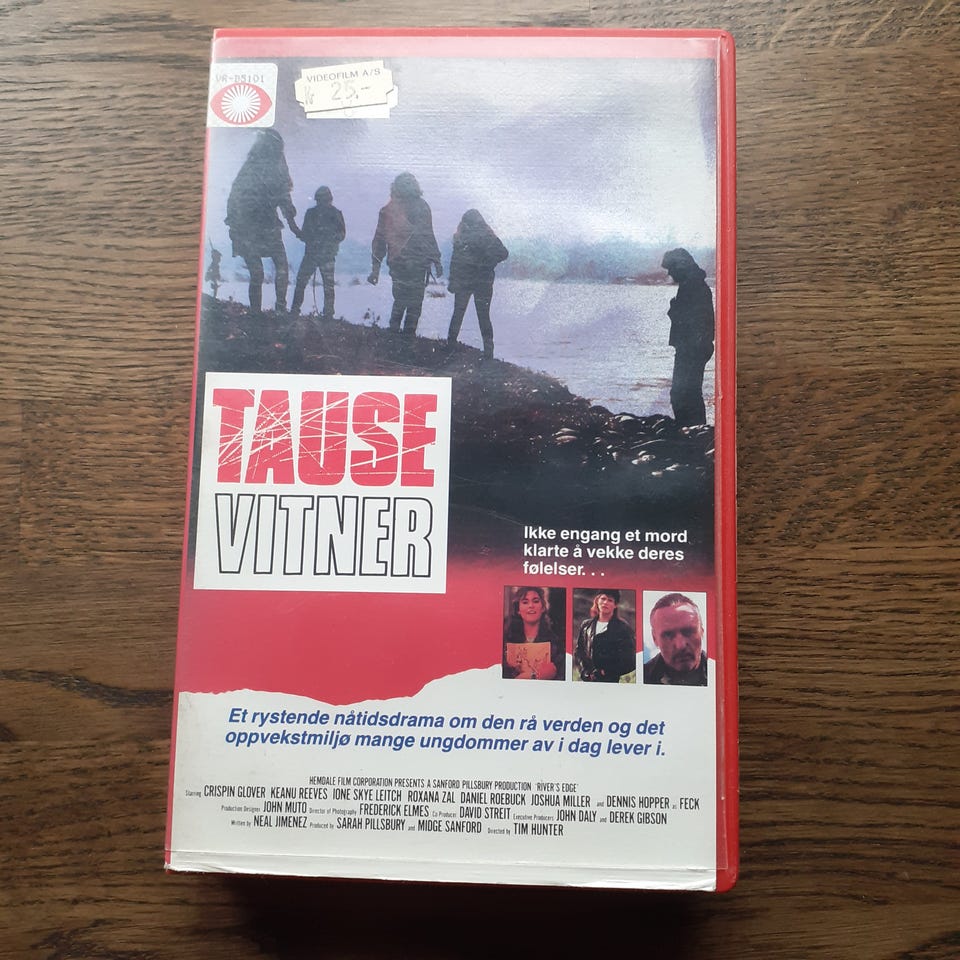 VR-DS101
VIDEOFILM A/S
kr 25.-
TAUSE
VITNER
Ikke engang et mord
klarte å vekke deres
følelser. . .
Et rystende nåtidsdrama om den rå verden og det
oppvekstmiljø mange ungdommer av i dag lever i.
HEMDALE FILM CORPORATION PRESENTS A SANFORD PILLSBURY PRODUCTION "RIVER'S EDGE"
Starring CRISPIN GLOVER KEANU REEVES IONE SKYE LEITCH ROXANA ZAL DANIEL ROEBUCK JOSHUA MILLER and DENNIS HOPPER as FECK
Production Designer JOHN MUTO Director of Photography FREDERICK ELMES Co Producer DAVID STREIT Executive Producers JOHN DALY and DEREK GIBSON
Written by NEAL JIMENEZ Produced by SARAH PILLSBURY and MIDGE SANFORD Directed by TIM HUNTER